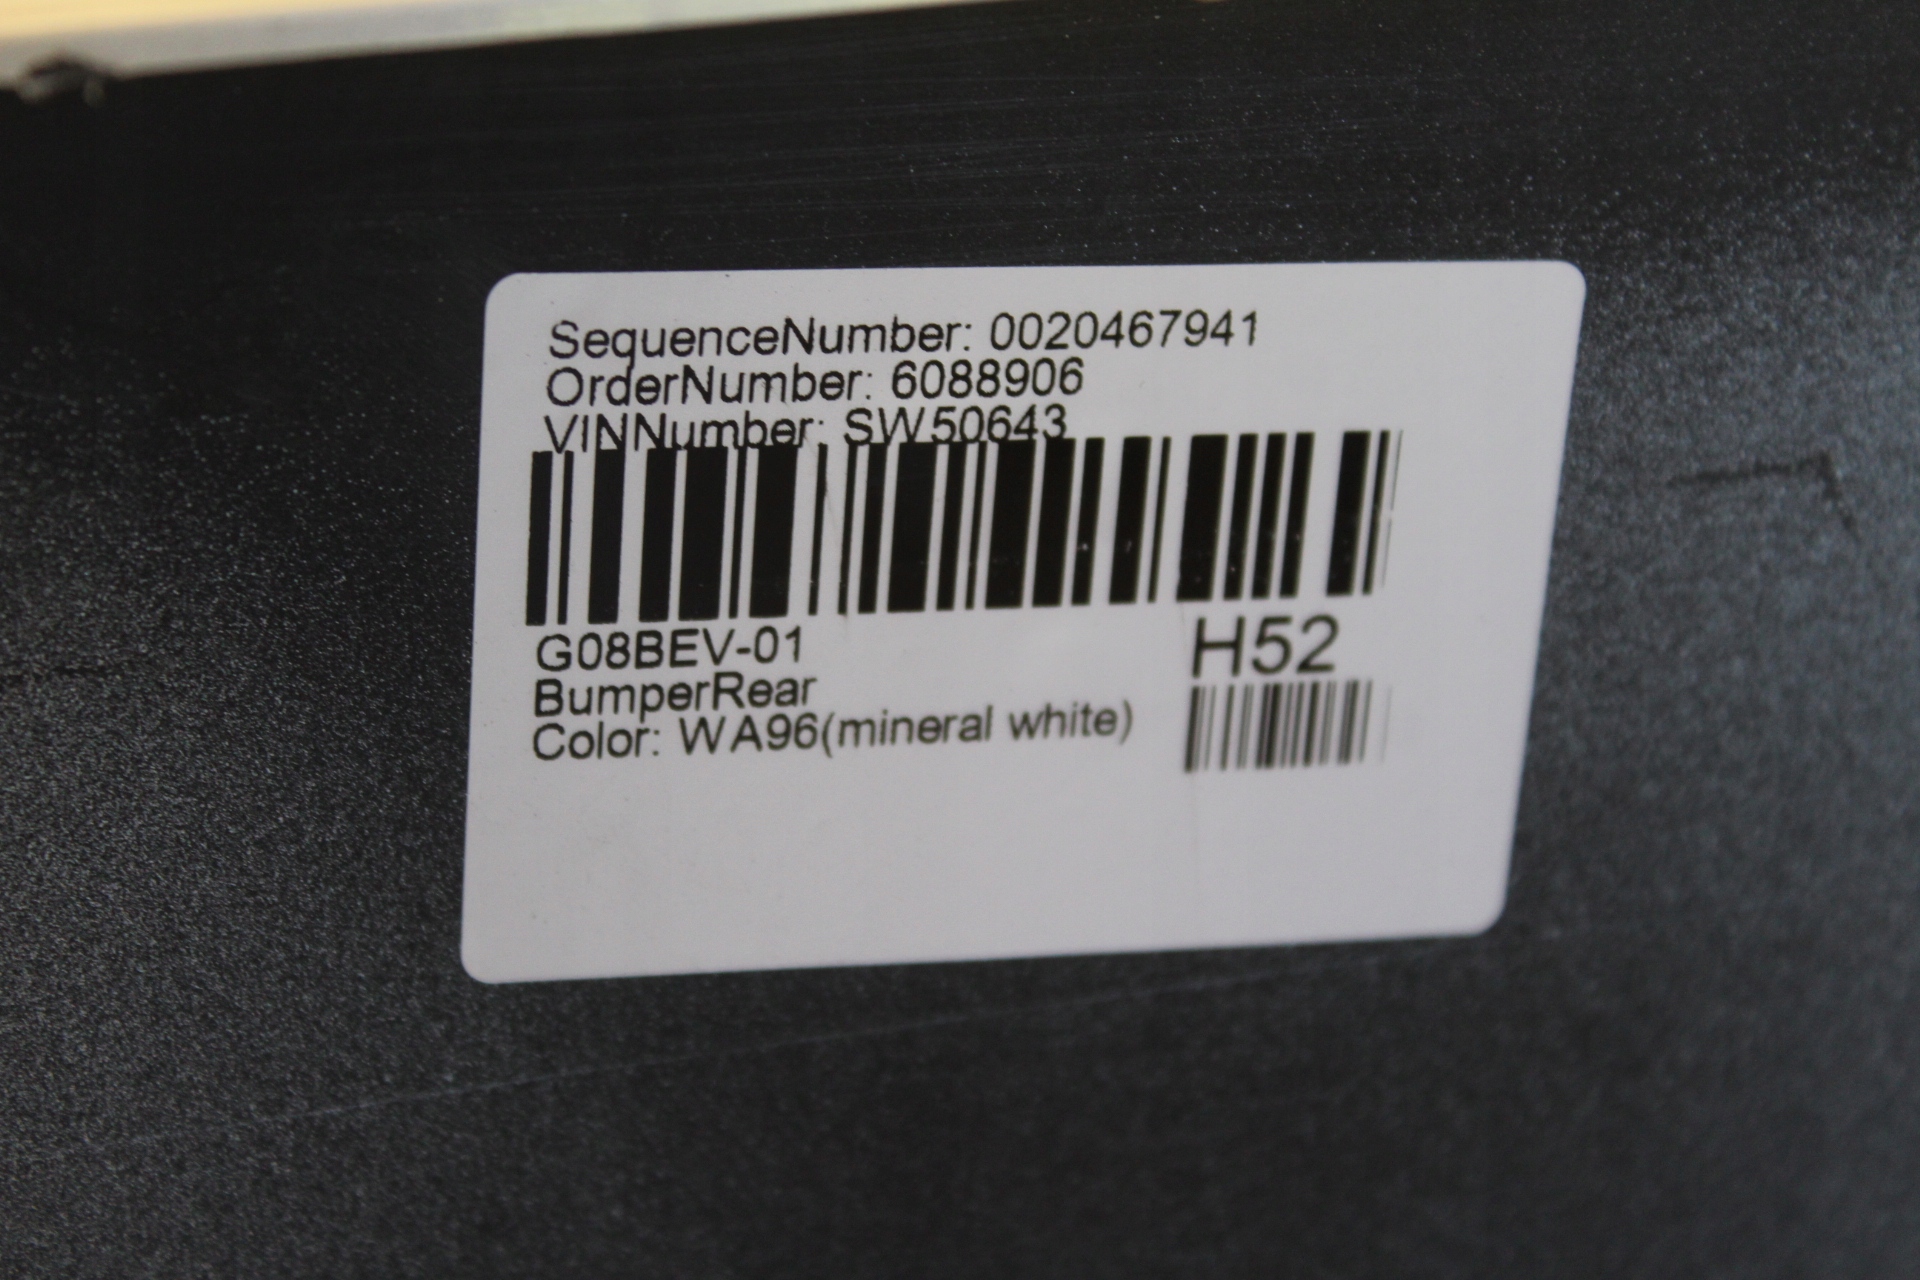 SequenceNumber: 0020467941
OrderNumber: 6088906
VINNumber: SW50643
G08BEV-01
H52
BumperRear
Color: WA96(mineral white)